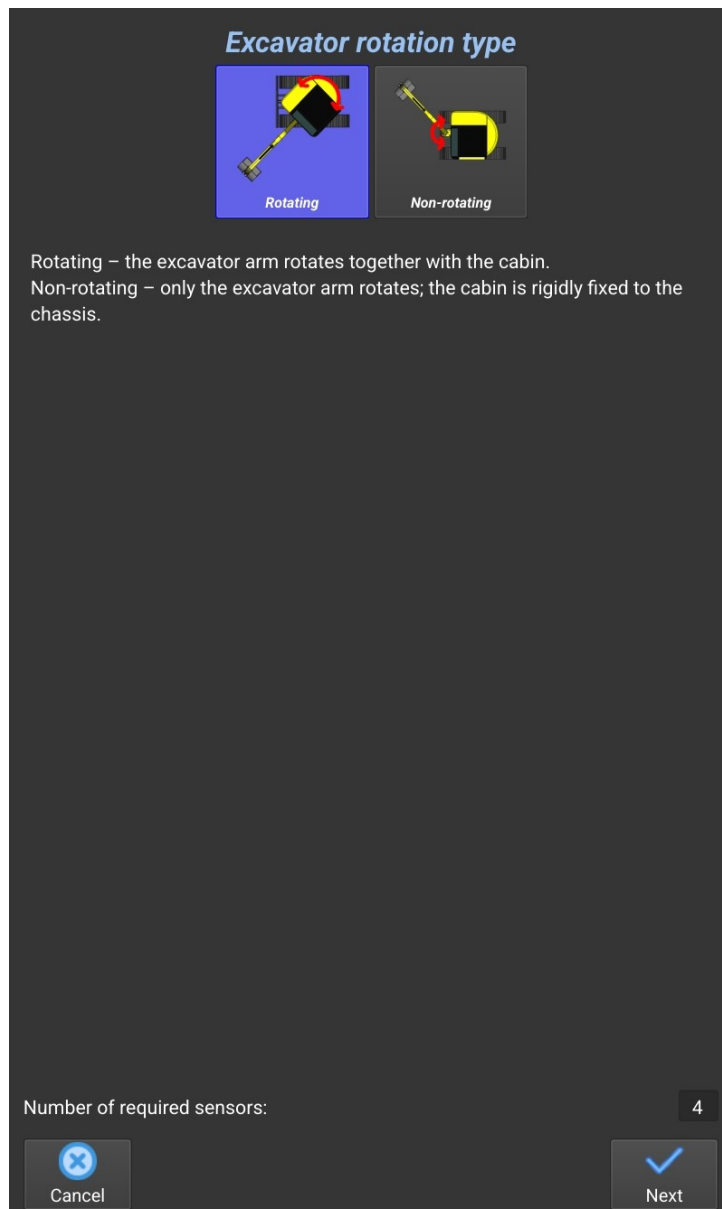 Excavator rotation type
Rotating
Non-rotating
Rotating – the excavator arm rotates together with the cabin.
Non-rotating – only the excavator arm rotates; the cabin is rigidly fixed to the
chassis.
Number of required sensors:
4
Cancel
Next